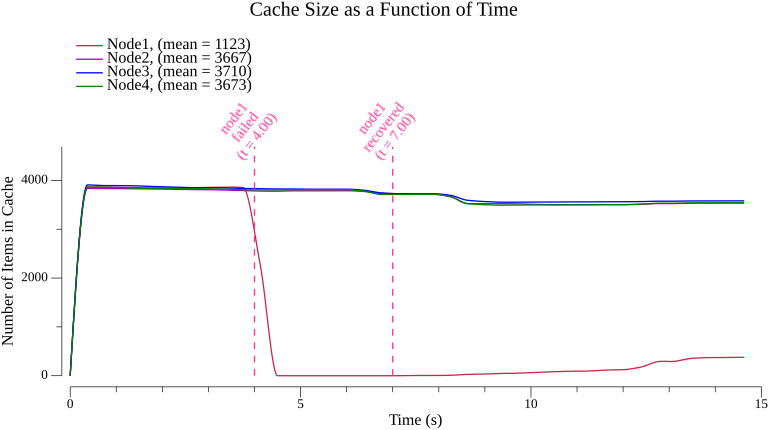 Cache Size as a Function of Time
Node1, (mean = 1123)
Node2, (mean = 3667)
Node3, (mean = 3710)
Node4, (mean = 3673)
node1
failed
(t = 4.00)
node1
recovered
(t = 7.00)
Number of Items in Cache
4000
2000
0
0
5
10
15
Time (s)